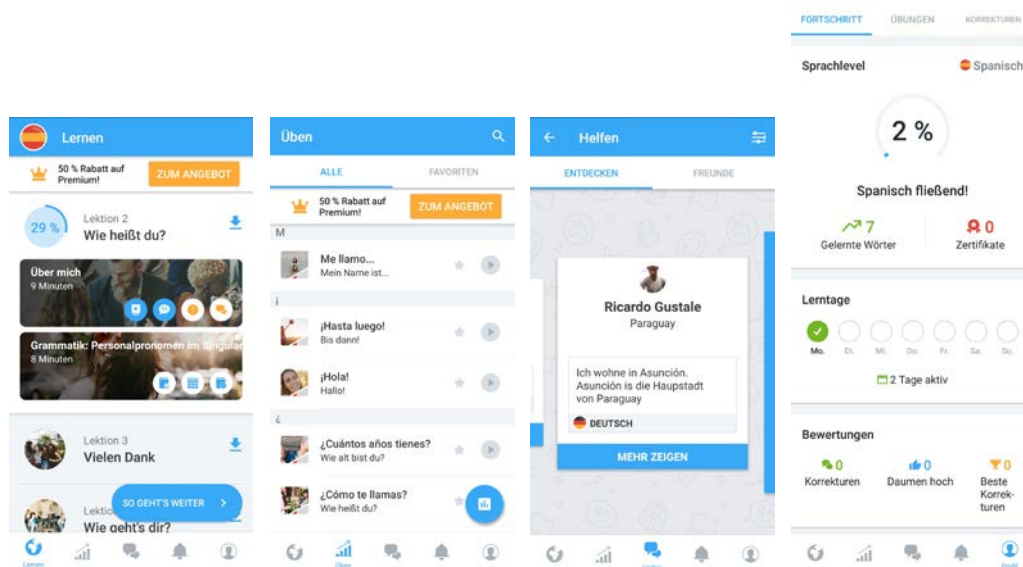 Lernen
50 % Rabatt auf
Premium!
ZUM ANGEBOT
29 %
Lektion 2
Wie heißt du?
Über mich
9 Minuten
Grammatik: Personalpronomen im Singular
8 Minuten
Lektion 3
Vielen Dank
SO GEHT'S WEITER
Wie geht's dir?
Lernen
Üben
ALLE
FAVORITEN
50 % Rabatt auf
Premium!
ZUM ANGEBOT
M
Me llamo...
Mein Name ist...
¡
¡Hasta luego!
Bis dann!
¡Hola!
Hallo!
¿
¿Cuántos años tienes?
Wie alt bist du?
¿Cómo te llamas?
Wie heißt du?
Üben
Helfen
ENTDECKEN
FREUNDE
Ricardo Gustale
Paraguay
Ich wohne in Asunción.
Asunción is die Haupstadt
von Paraguay
DEUTSCH
MEHR ZEIGEN
FORTSCHRITT
ÜBUNGEN
KORREKTUREN
Sprachlevel
Spanisch
2 %
Spanisch fließend!
7
Gelernte Wörter
0
Zertifikate
Lerntage
Mo.
Di.
Mi.
Do.
Fr.
Sa.
So.
2 Tage aktiv
Bewertungen
0
Korrekturen
0
Daumen hoch
0
Beste
Korrek-
turen